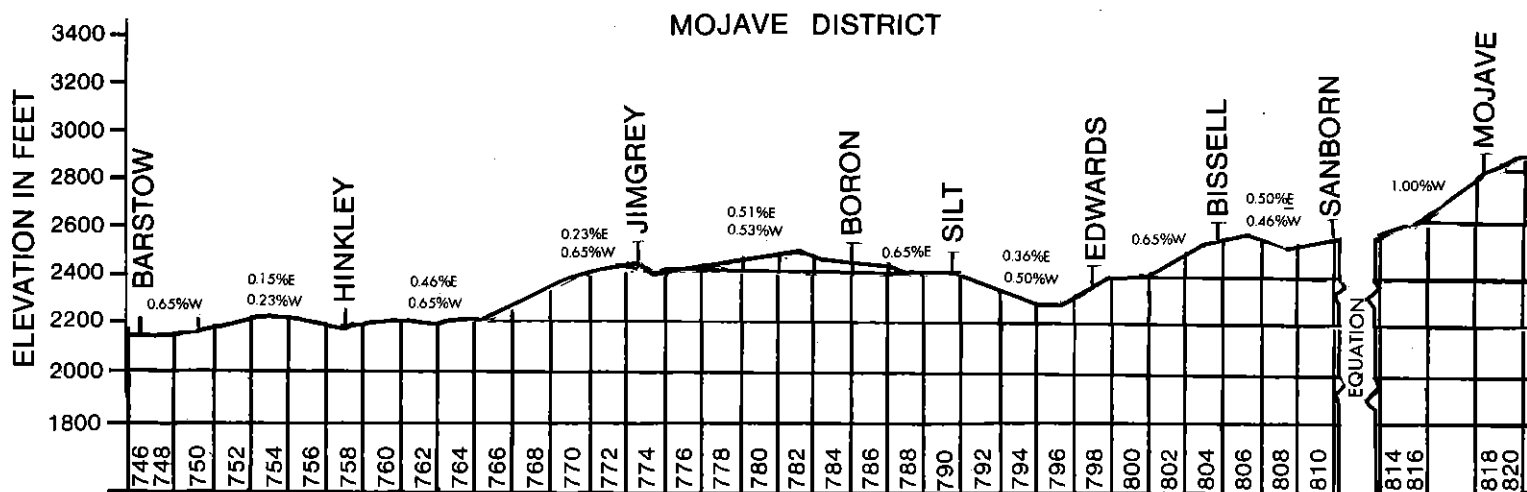 MOJAVE DISTRICT
ELEVATION IN FEET
3400
3200
3000
2800
2600
2400
2200
2000
1800
BARSTOW
HINKLEY
JIMGREY
BORON
SILT
EDWARDS
BISSELL
SANBORN
MOJAVE
0.65%W
0.15%E
0.23%W
0.46%E
0.65%W
0.23%E
0.65%W
0.51%E
0.53%W
0.65%E
0.36%E
0.50%W
0.65%W
0.50%E
0.46%W
1.00%W
EQUATION
746 748 750 752 754 756 758 760 762 764 766 768 770 772 774 776 778 780 782 784 786 788 790 792 794 796 798 800 802 804 806 808 810 814 816 818 820